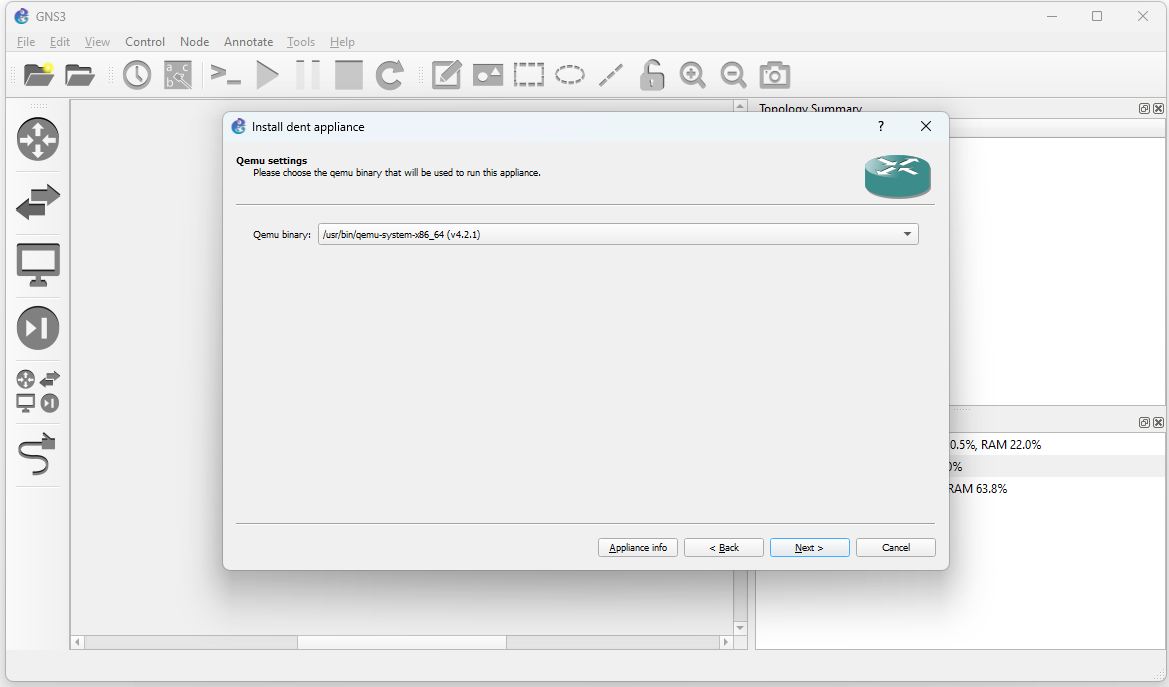 GNS3
File Edit View Control Node Annotate Tools Help
Topology Summary
Install dent appliance
?
Qemu settings
Please choose the qemu binary that will be used to run this appliance.
Qemu binary: /usr/bin/qemu-system-x86_64 (v4.2.1)
0.5%, RAM 22.0%
0%
RAM 63.8%
Appliance info < Back Next > Cancel